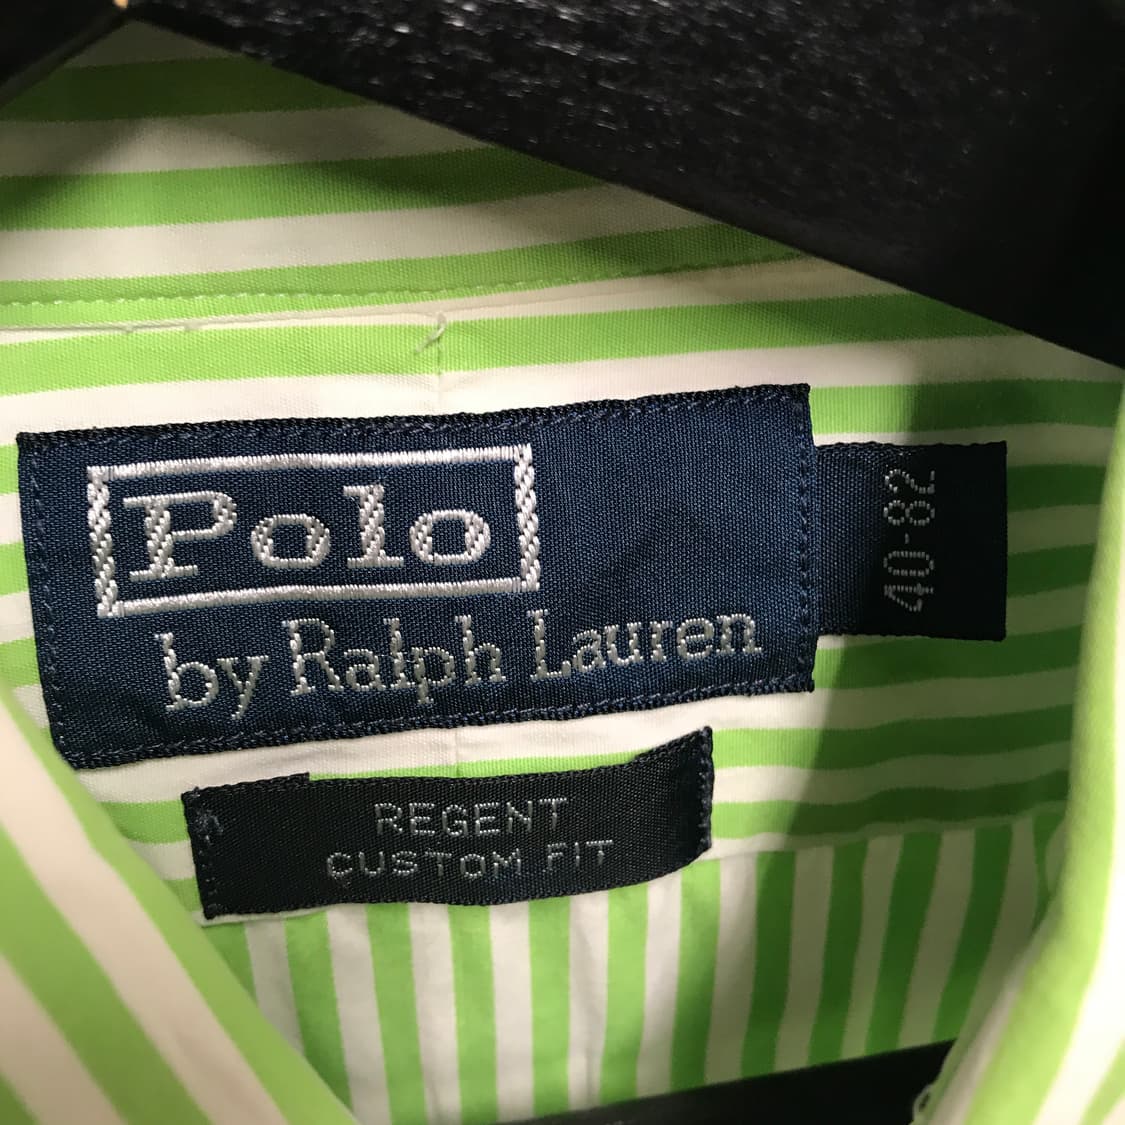 Polo
by Ralph Lauren
40-82
REGENT
CUSTOM FIT